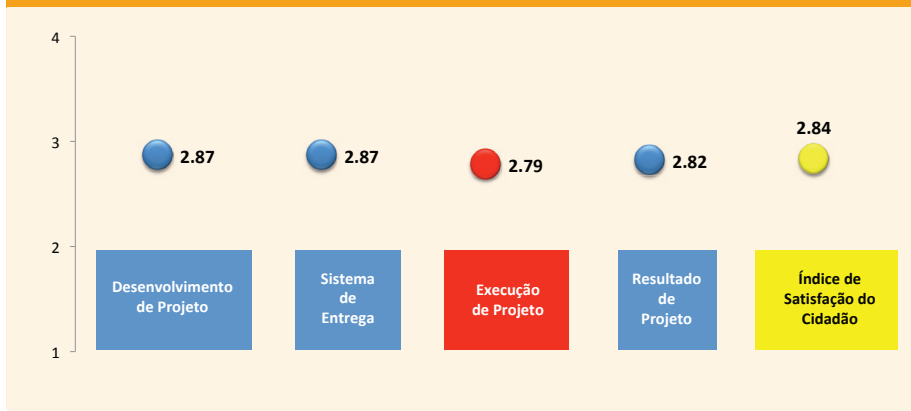 4
3
2
1
2.87
2.87
2.79
2.82
2.84
Desenvolvimento
de Projeto
Sistema
de
Entrega
Execução
de Projeto
Resultado
de
Projeto
Índice de
Satisfação do
Cidadão